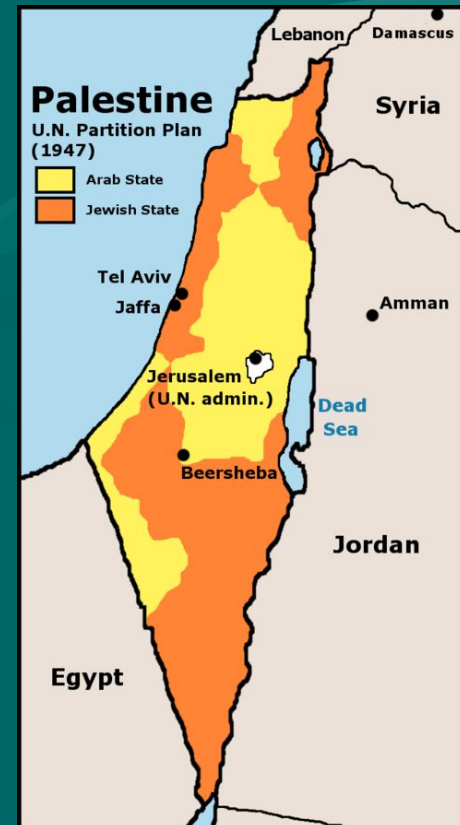 Lebanon
Damascus
Palestine
U.N. Partition Plan
(1947)
Syria
Arab State
Jewish State
Tel Aviv
Jaffa
Amman
Jerusalem
(U.N. admin.)
Dead
Sea
Beersheba
Jordan
Egypt